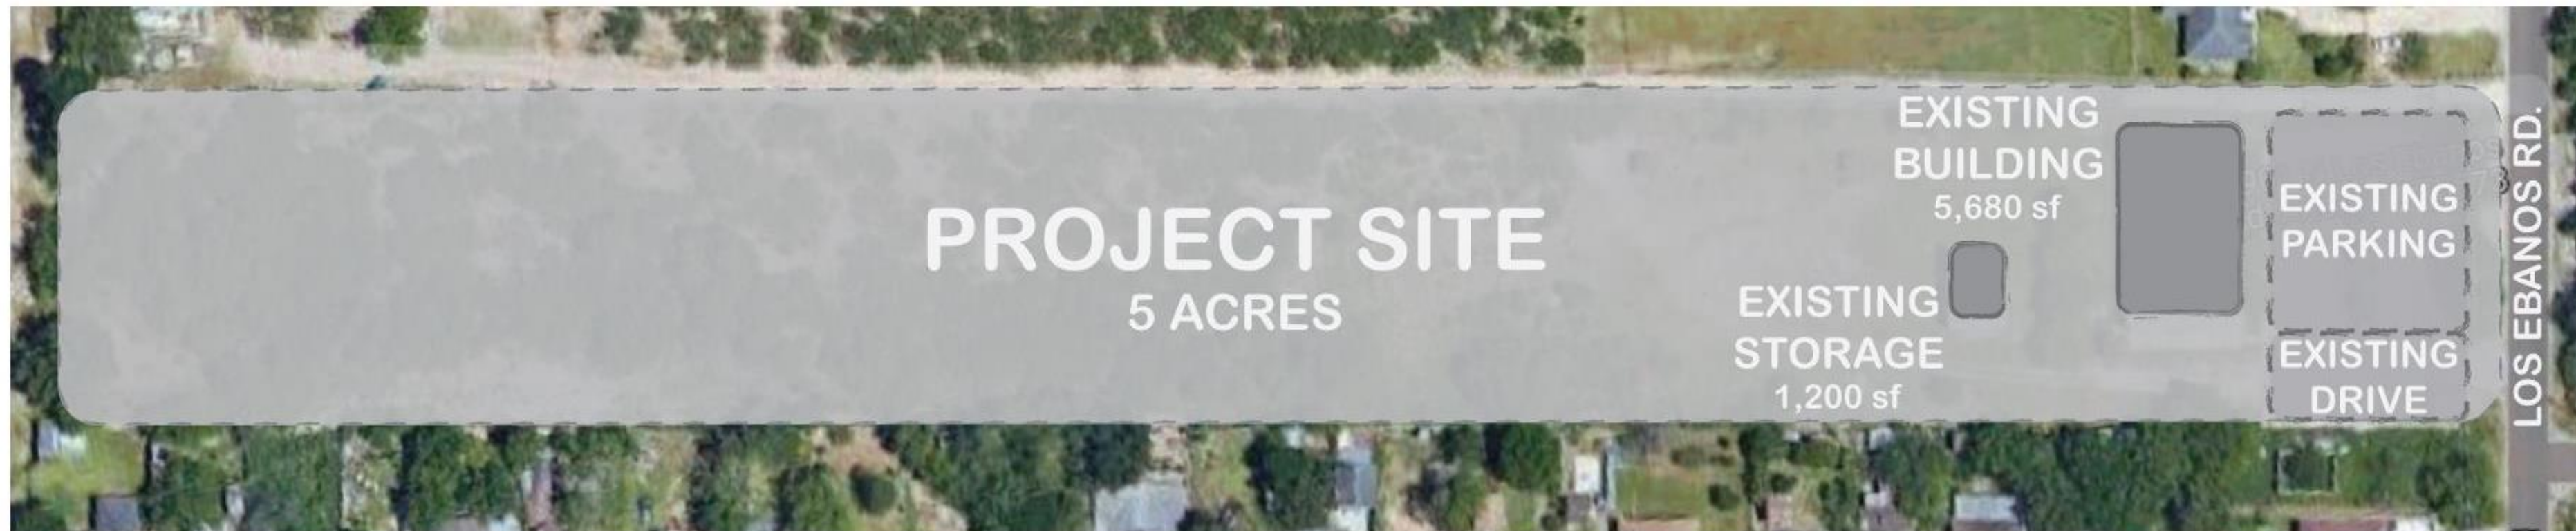 PROJECT SITE
5 ACRES
EXISTING
BUILDING
5,680 sf
EXISTING
STORAGE
1,200 sf
EXISTING
PARKING
EXISTING
DRIVE
LOS EBANOS RD.